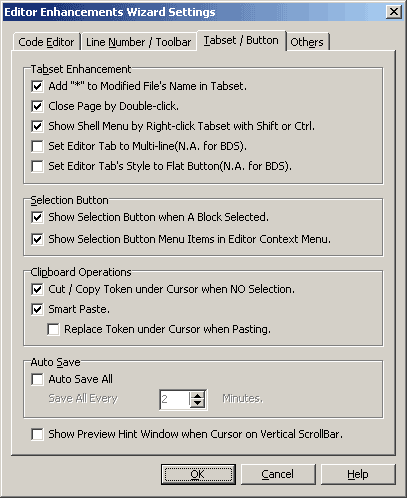 Editor Enhancements Wizard Settings
Code Editor Line Number / Toolbar Tabset / Button Others
Tabset Enhancement
Add "*" to Modified File's Name in Tabset.
Close Page by Double-click.
Show Shell Menu by Right-click Tabset with Shift or Ctrl.
Set Editor Tab to Multi-line(N.A. for BDS).
Set Editor Tab's Style to Flat Button(N.A. for BDS).
Selection Button
Show Selection Button when A Block Selected.
Show Selection Button Menu Items in Editor Context Menu.
Clipboard Operations
Cut / Copy Token under Cursor when NO Selection.
Smart Paste.
Replace Token under Cursor when Pasting.
Auto Save
Auto Save All
Save All Every 2 Minutes.
Show Preview Hint Window when Cursor on Vertical ScrollBar.
OK Cancel Help